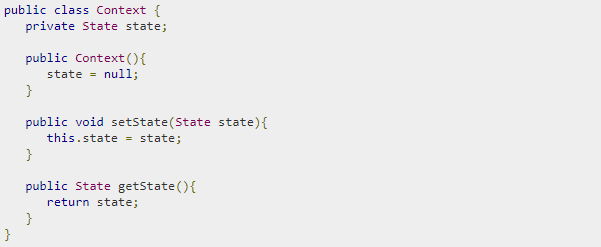 public class Context {
   private State state;

   public Context(){
      state = null;
   }

   public void setState(State state){
      this.state = state;
   }

   public State getState(){
      return state;
   }
}